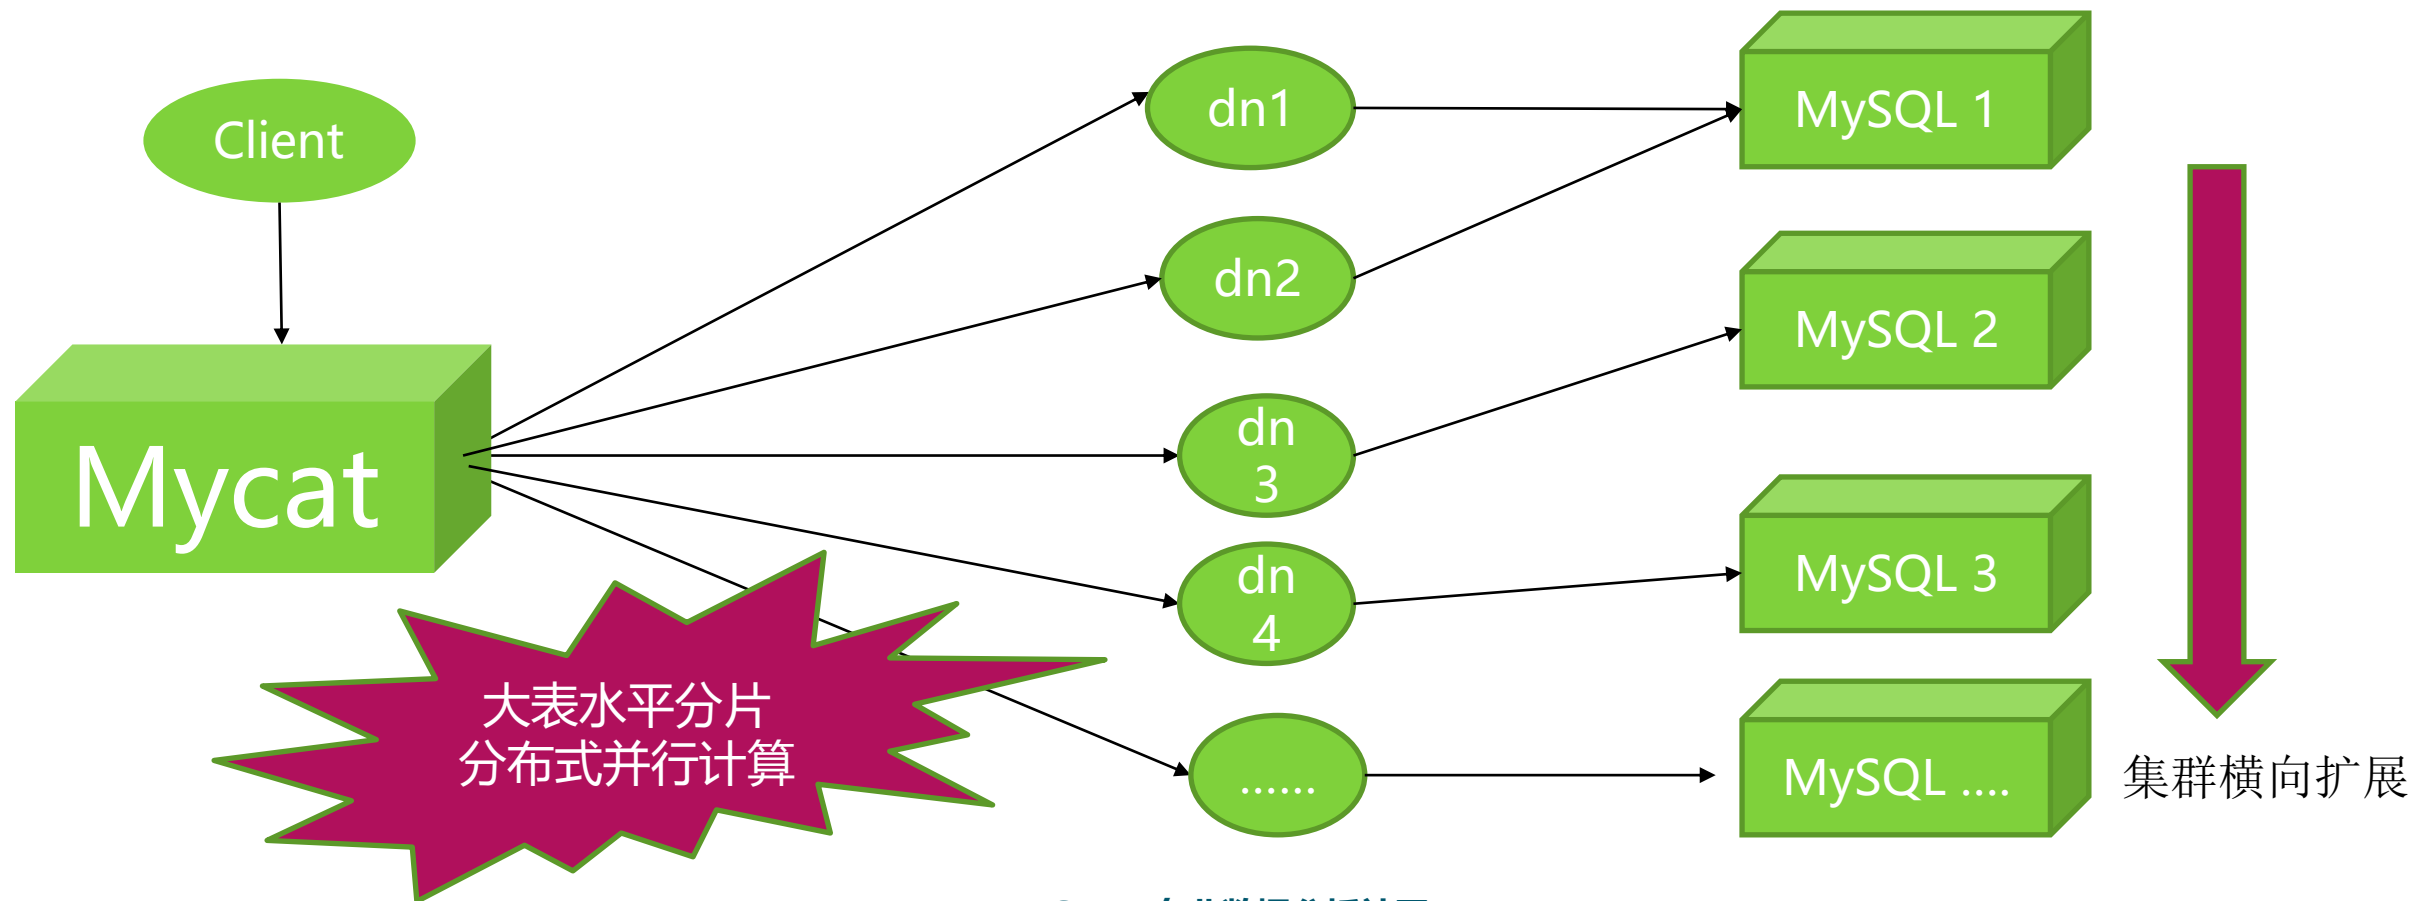 Client
Mycat
dn1
dn2
dn
3
dn
4
......
MySQL 1
MySQL 2
MySQL 3
MySQL ....
大表水平分片
分布式并行计算
集群横向扩展